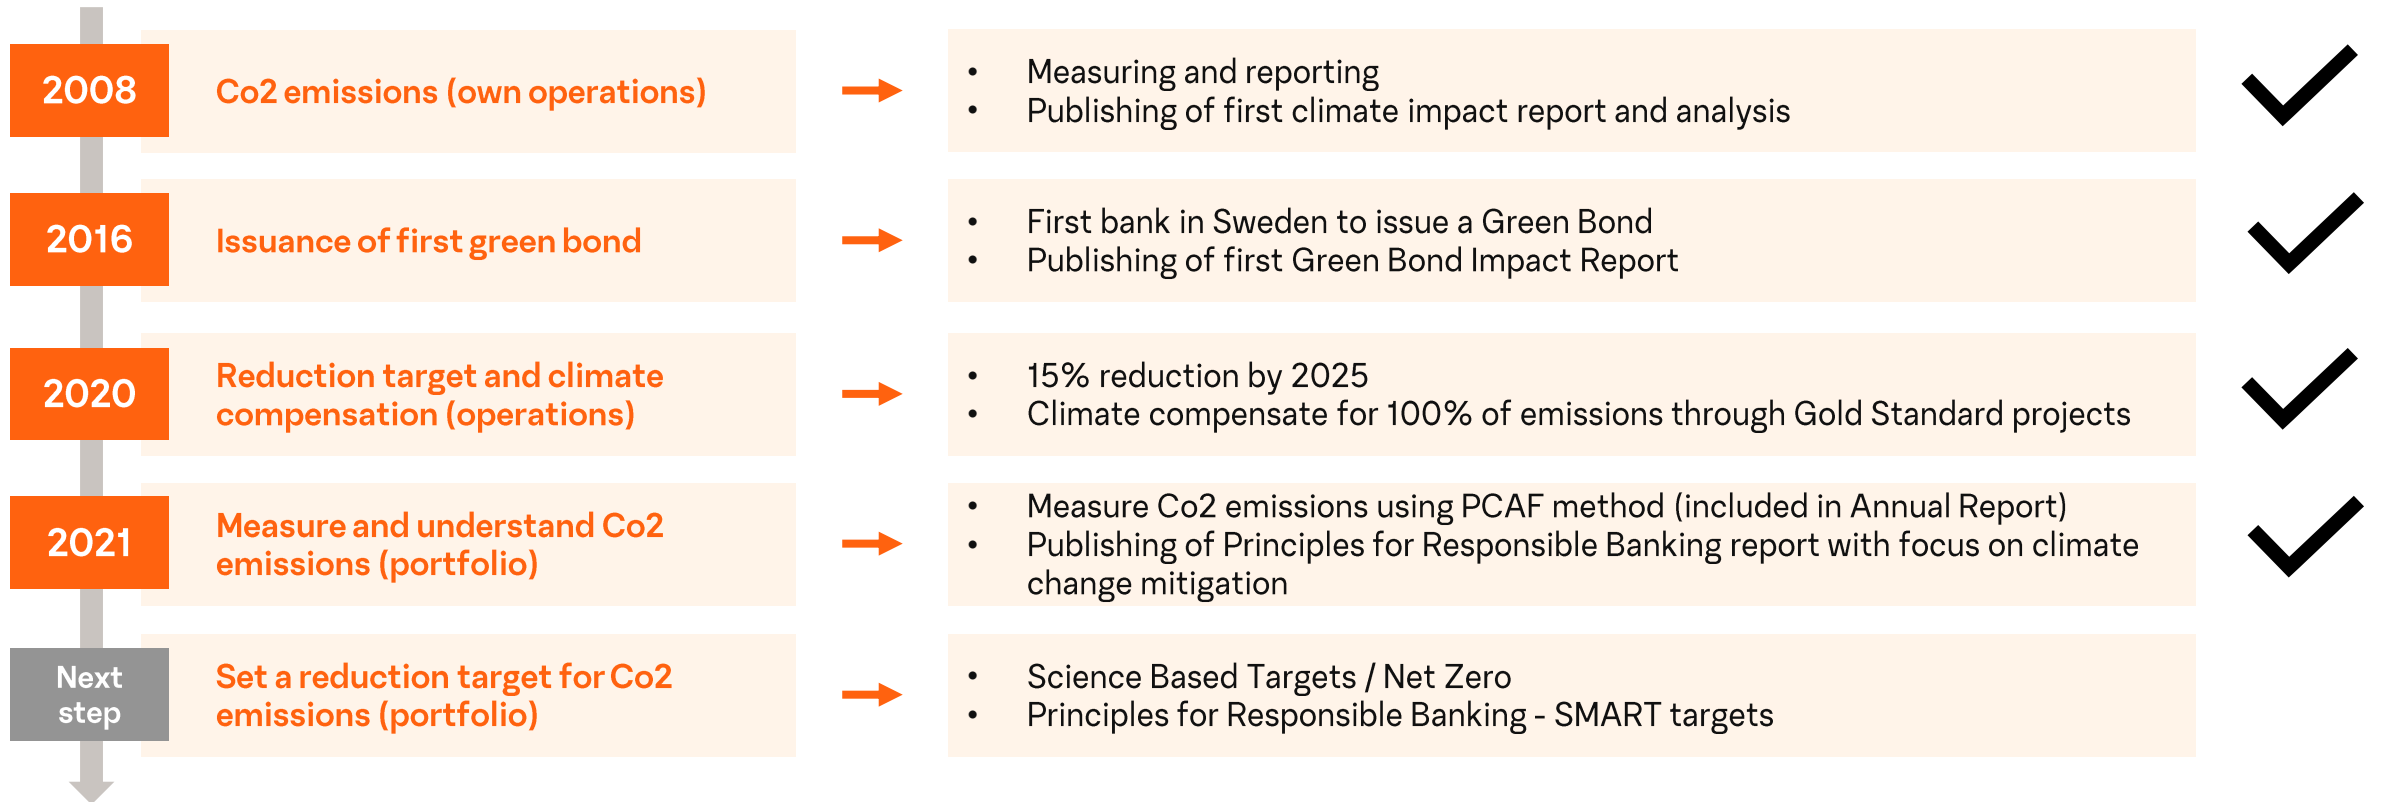 2008
Co2 emissions (own operations)
• Measuring and reporting
• Publishing of first climate impact report and analysis
2016
Issuance of first green bond
• First bank in Sweden to issue a Green Bond
• Publishing of first Green Bond Impact Report
2020
Reduction target and climate
compensation (operations)
• 15% reduction by 2025
• Climate compensate for 100% of emissions through Gold Standard projects
2021
Measure and understand Co2
emissions (portfolio)
• Measure Co2 emissions using PCAF method (included in Annual Report)
• Publishing of Principles for Responsible Banking report with focus on climate
change mitigation
Next
step
Set a reduction target for Co2
emissions (portfolio)
• Science Based Targets / Net Zero
• Principles for Responsible Banking - SMART targets